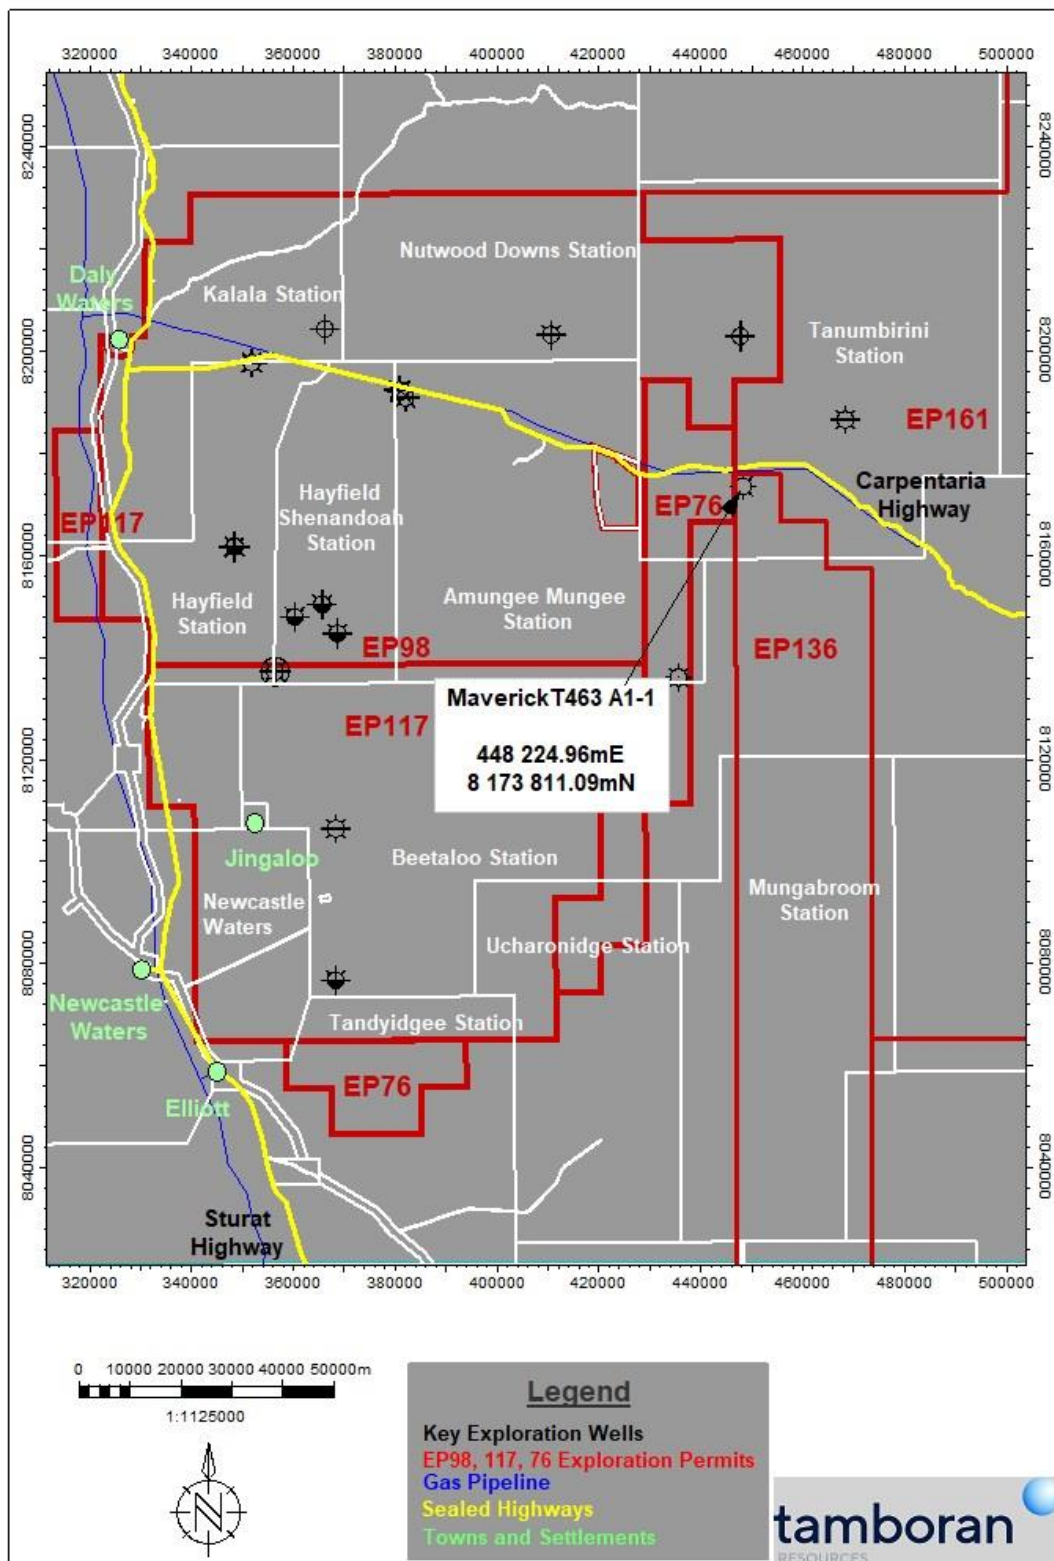 320000 340000 360000 380000 400000 420000 440000 460000 480000 500000
8240000
8240000
Nutwood Downs Station
Daly
Waters
Kalala Station
Tanumbirini
Station
8200000
8200000
EP161
Carpentaria
Highway
Hayfield
Shenandoah
Station
EP76
EP117
8160000
8160000
Hayfield
Station
Amungee Mungee
Station
EP98
EP136
MaverickT463 A1-1
448 224.96mE
8 173 811.09mN
EP117
8120000
8120000
Jingaloo
Beetaloo Station
Newcastle
Waters
Mungabroom
Station
Ucharonidge Station
8080000
8080000
Newcastle
Waters
Tandyidgee Station
EP76
Elliott
8040000
8040000
Sturat
Highway
320000 340000 360000 380000 400000 420000 440000 460000 480000 500000
0 10000 20000 30000 40000 50000m
1:1125000
N
Legend
Key Exploration Wells
EP98, 117, 76 Exploration Permits
Gas Pipeline
Sealed Highways
Towns and Settlements
tamboran
RESOURCES